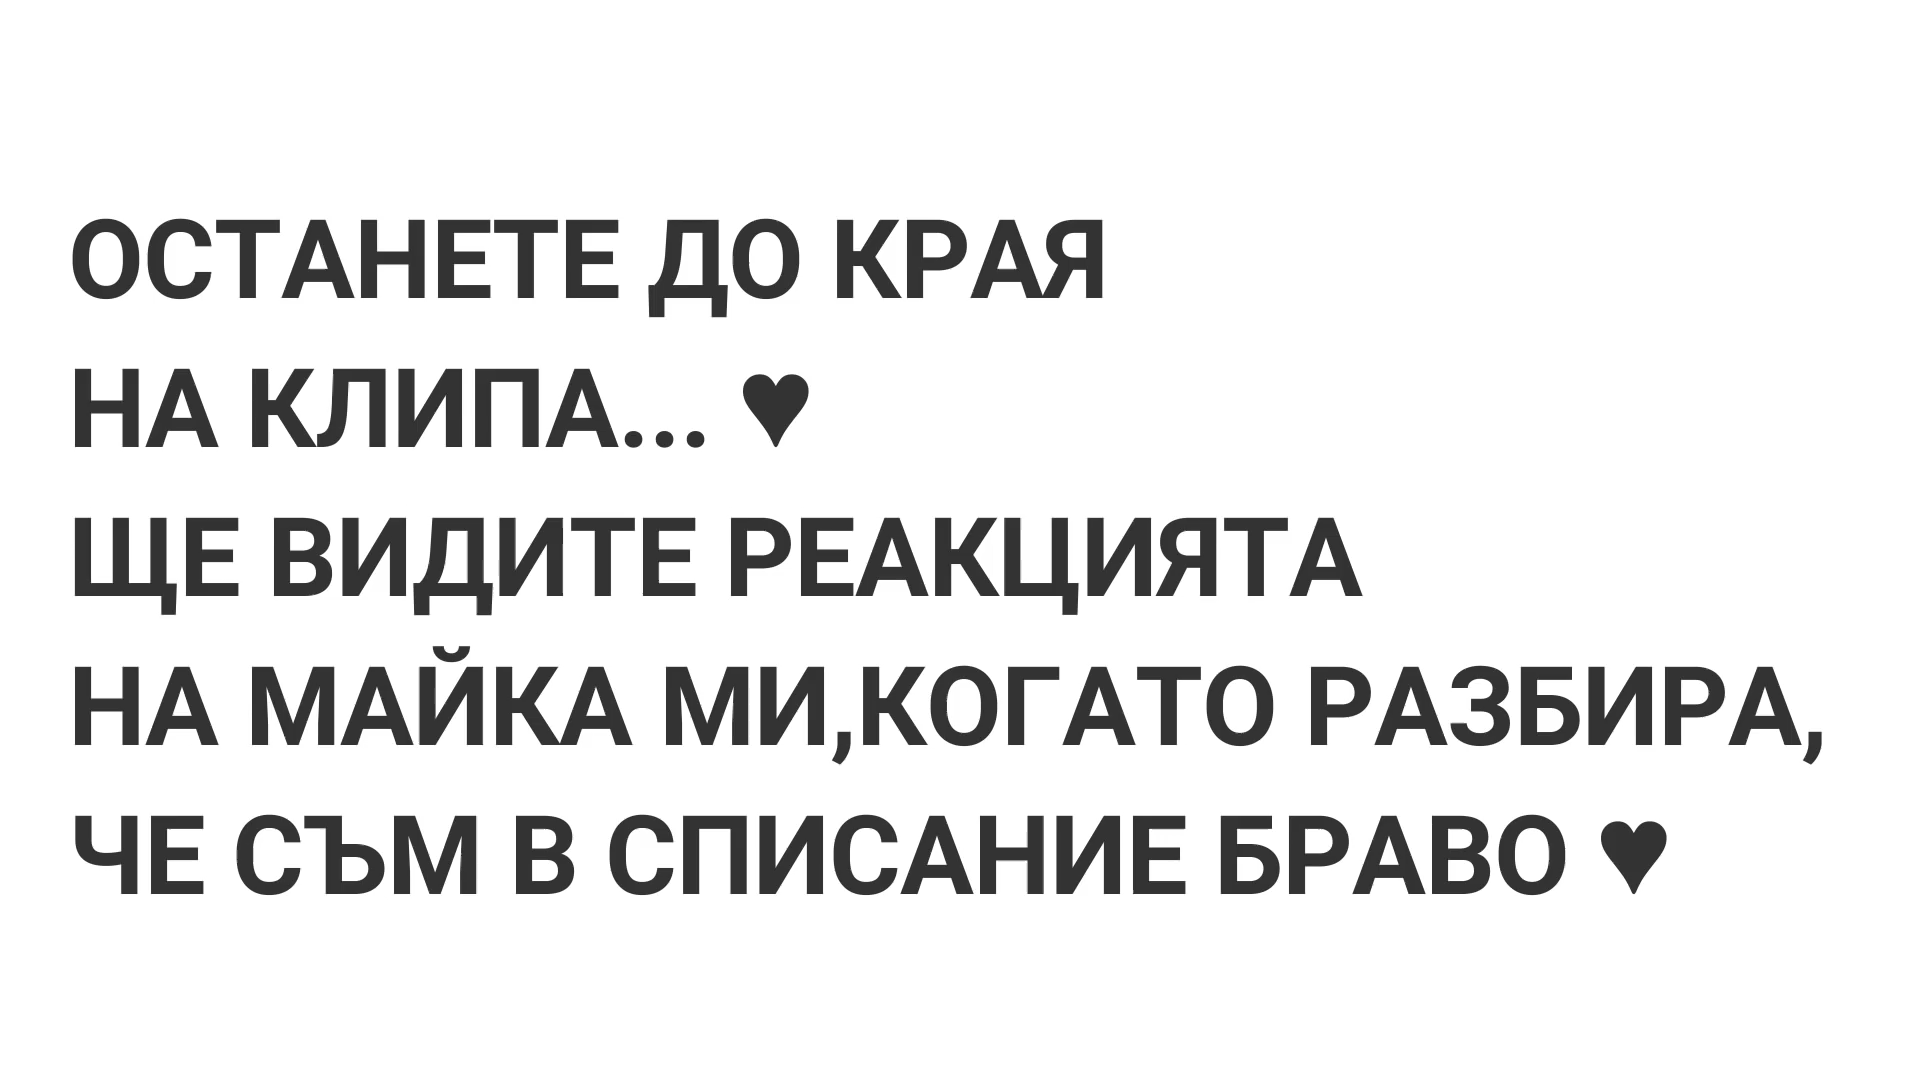 ОСТАНЕТЕ ДО КРАЯ
НА КЛИПА... ♥
ЩЕ ВИДИТЕ РЕАКЦИЯТА
НА МАЙКА МИ,КОГАТО РАЗБИРА,
ЧЕ СЪМ В СПИСАНИЕ БРАВО ♥